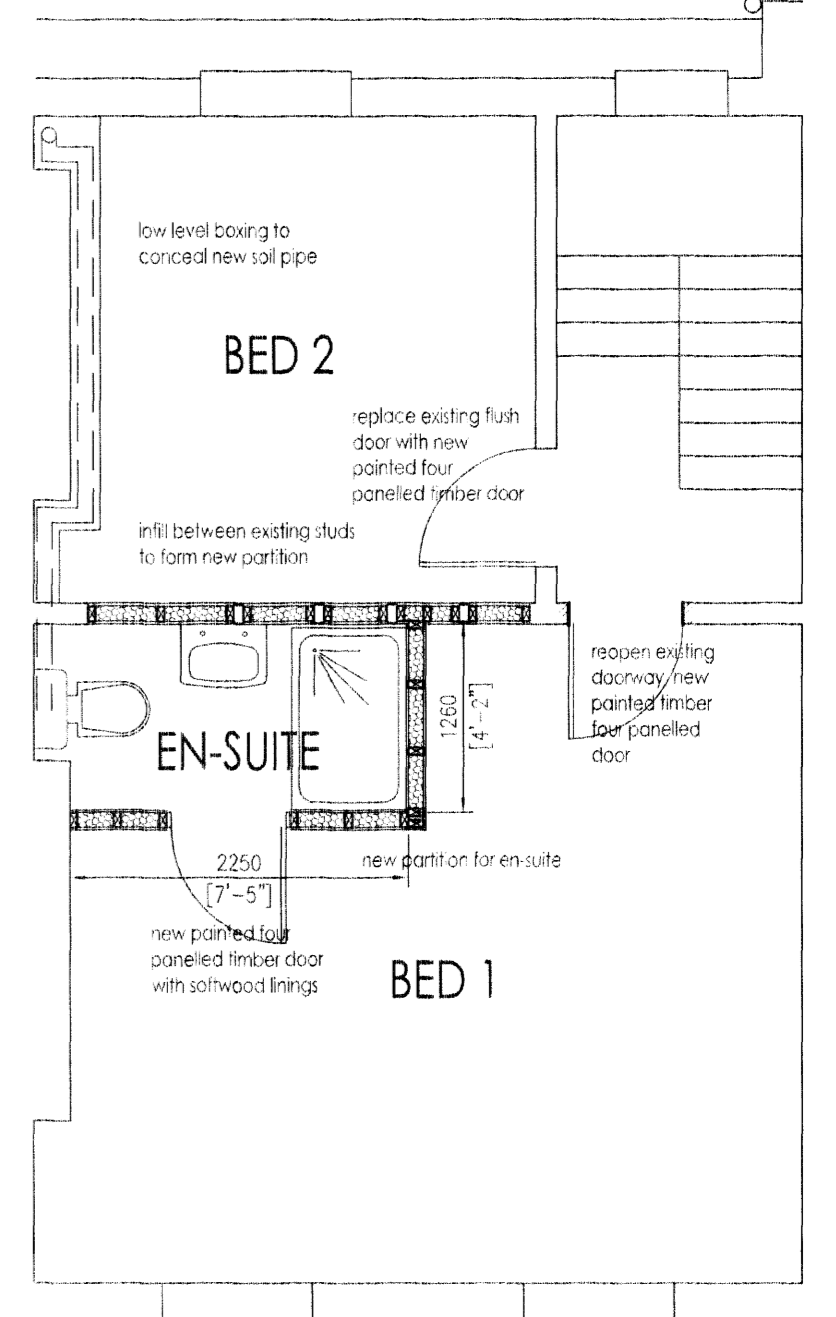 low level boxing to
conceal new soil pipe
BED 2
replace existing flush
door with new
painted four
panelled timber door
infill between existing studs
to form new partition
reopen existing
doorway, new
painted timber
four panelled
door
1260
[4'-2"]
EN-SUITE
2250
[7'-5"]
new partition for en-suite
new painted four
panelled timber door
with softwood linings
BED 1